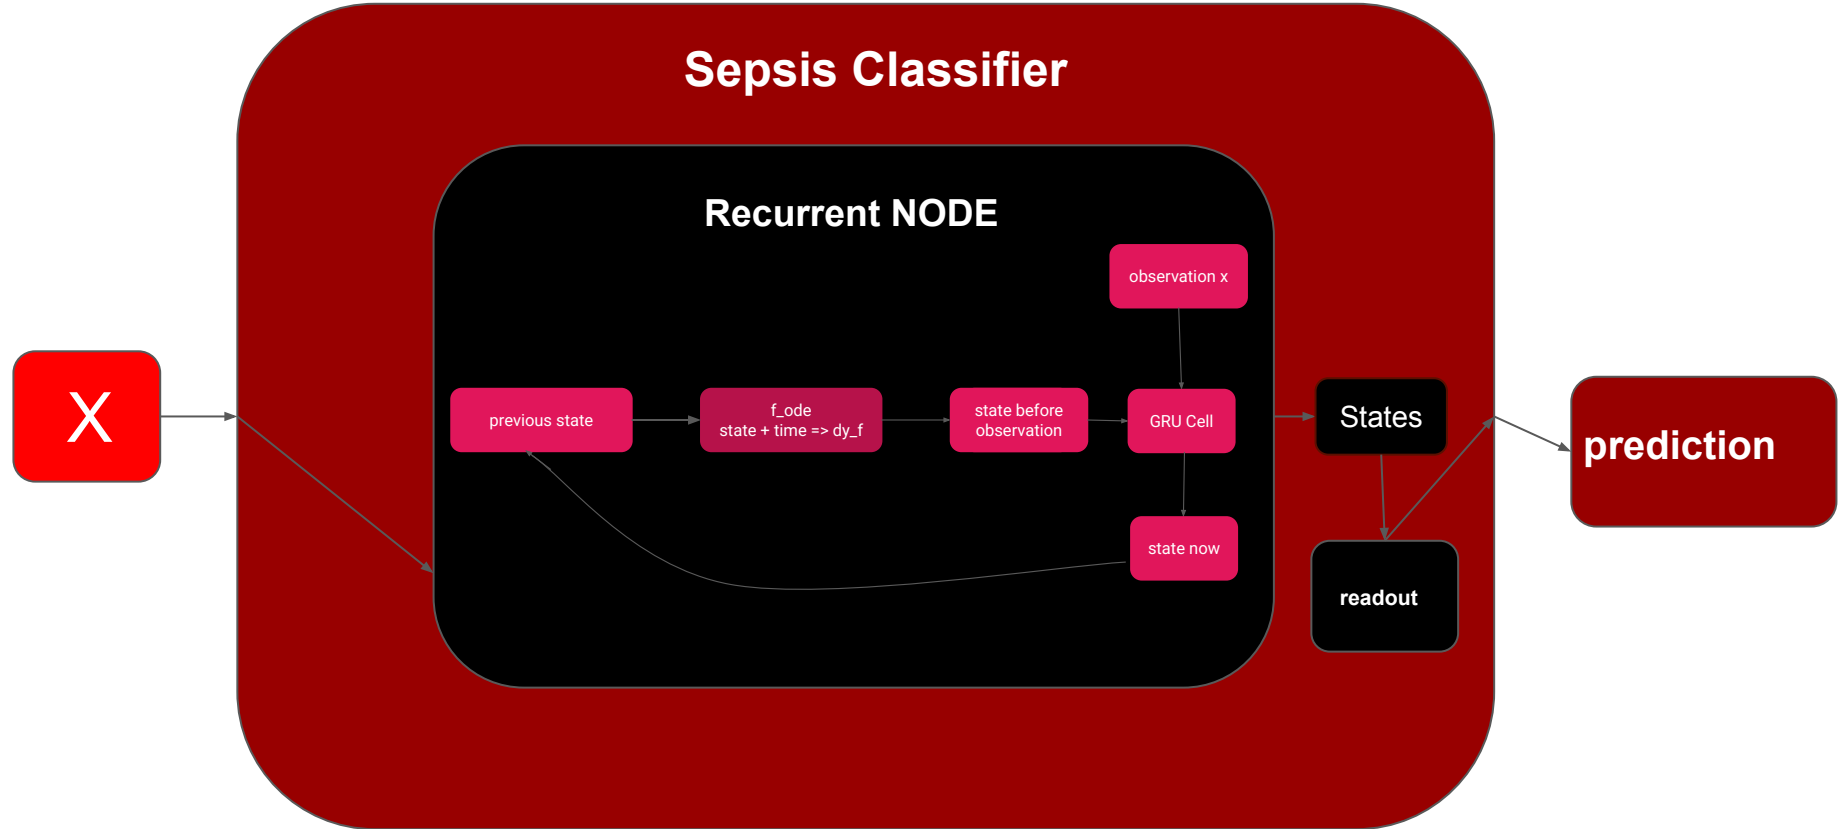 Sepsis Classifier
Recurrent NODE
observation x
X
previous state
f_ode
state + time => dy_f
state before
observation
GRU Cell
States
prediction
state now
readout